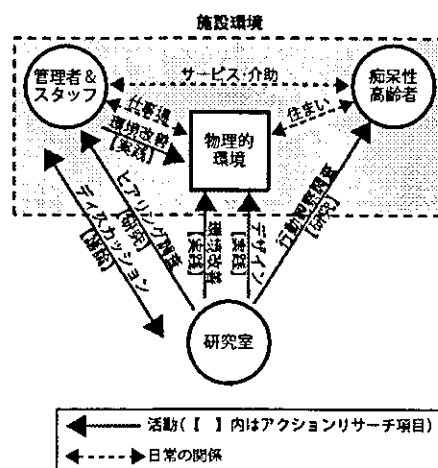 施設環境
管理者&
スタッフ
サービス・介助
痴呆性
高齢者
仕事場
環境改善
【実践】
物理的
環境
住まい
ヒアリング調査
【研究】
ディスカッション
【議論】
環境改善
【実践】
デザイン
【実践】
行動観察調査
【研究】
研究室
活動(【 】内はアクションリサーチ項目)
日常の関係